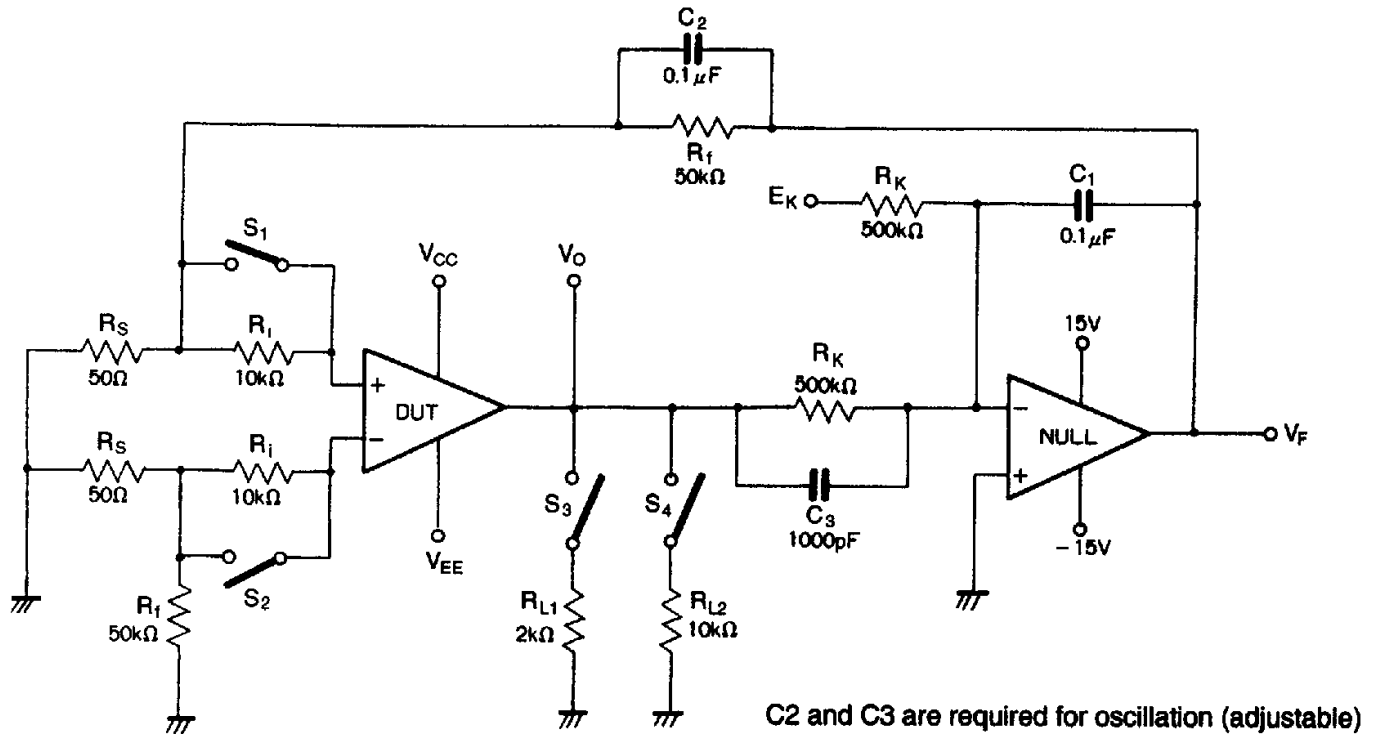 C2
0.1μF
Rf
50kΩ
EK
RK
500kΩ
C1
0.1μF
S1
VCC
VO
RS
50Ω
RI
10kΩ
+
DUT
−
RK
500kΩ
15V
−
NULL
+
VF
RS
50Ω
Ri
10kΩ
C3
1000pF
−15V
S3
S4
VEE
S2
Rf
50kΩ
RL1
2kΩ
RL2
10kΩ
C2 and C3 are required for oscillation (adjustable)